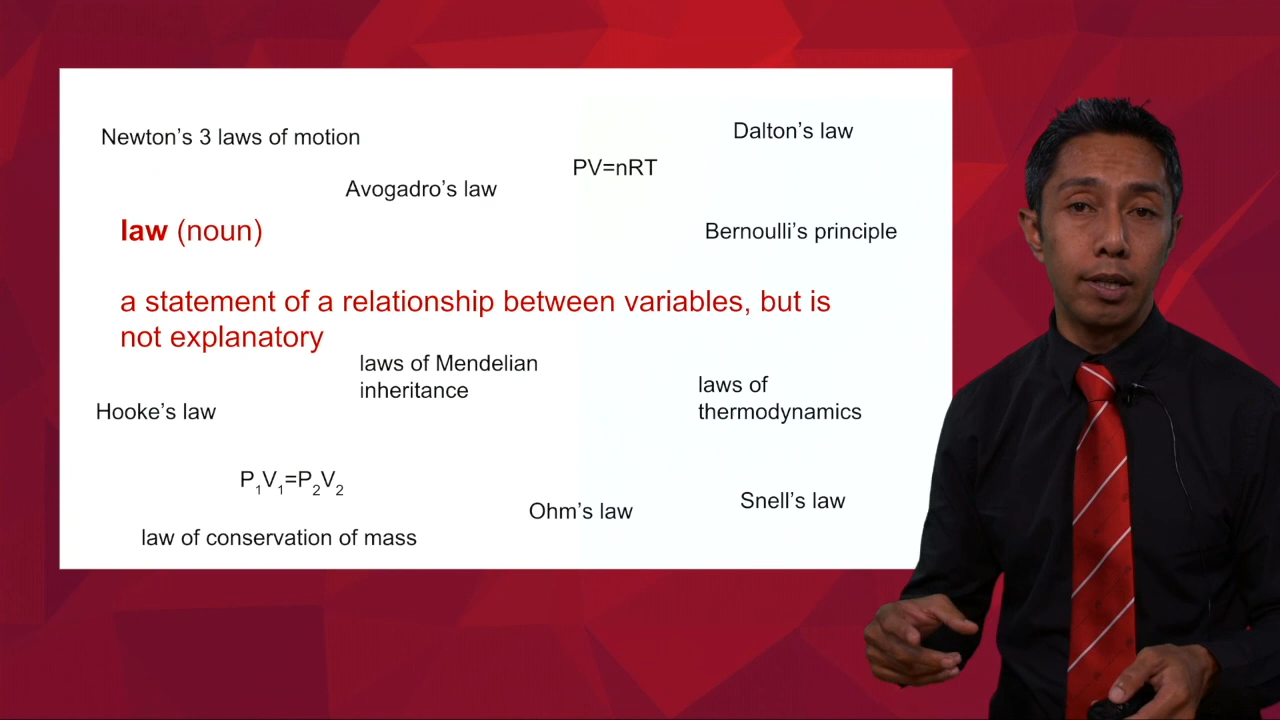 Newton's 3 laws of motion
Dalton's law
PV=nRT
Avogadro's law
law (noun)
Bernoulli's principle
a statement of a relationship between variables, but is
not explanatory
laws of Mendelian
inheritance
laws of
thermodynamics
Hooke's law
P₁V₁=P₂V₂
Snell's law
Ohm's law
law of conservation of mass